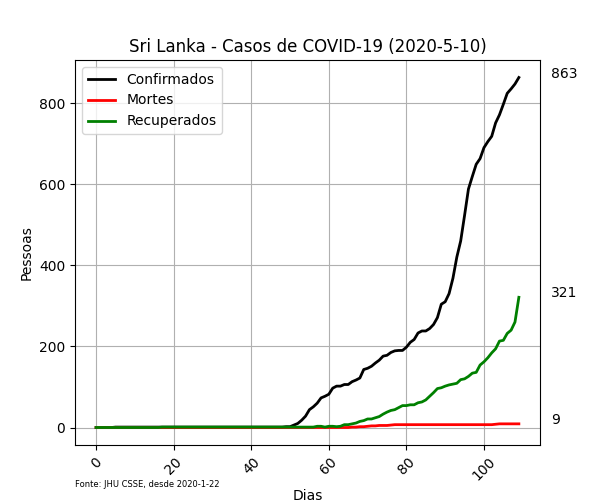 Sri Lanka - Casos de COVID-19 (2020-5-10)
Confirmados
Mortes
Recuperados
863
321
9
800
600
400
200
0
Pessoas
0
20
40
60
80
100
Fonte: JHU CSSE, desde 2020-1-22
Dias